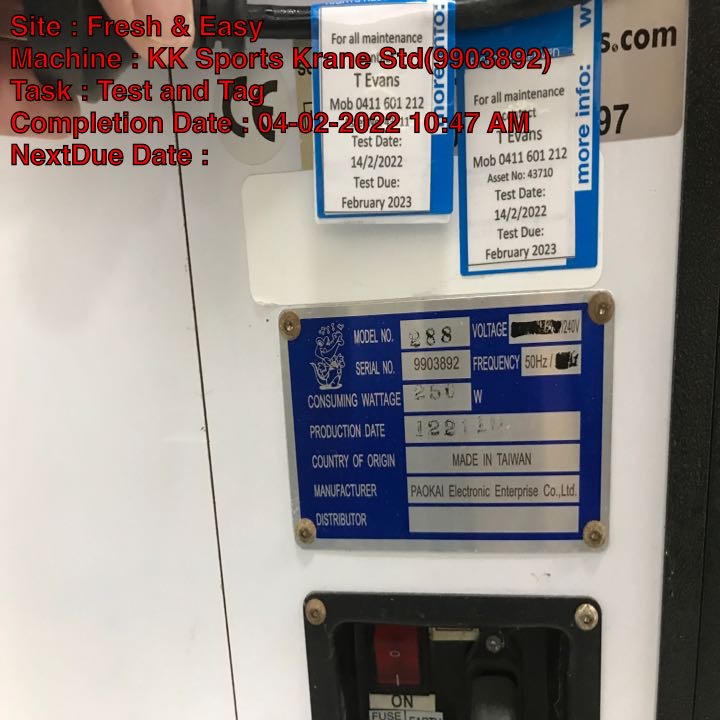 Site : Fresh & Easy
Machine : KK Sports Krane Std(9903892)
Task : Test and Tag
Completion Date : 04-02-2022 10:47 AM
NextDue Date :
s.com
97
For all maintenance
T Evans
Mob 0411 601 212
Test Date:
14/2/2022
Test Due:
February 2023
more info:
For all maintenance
T Evans
Mob 0411 601 212
Asset No: 43710
Test Date:
14/2/2022
Test Due:
February 2023
more info:
MODEL NO. 288 VOLTAGE /240V
SERIAL NO. 9903892 FREQUENCY 50Hz/
CONSUMING WATTAGE 250 W
PRODUCTION DATE
COUNTRY OF ORIGIN MADE IN TAIWAN
MANUFACTURER PAOKAI Electronic Enterprise Co.,Ltd.
DISTRIBUTOR
ON
FUSE